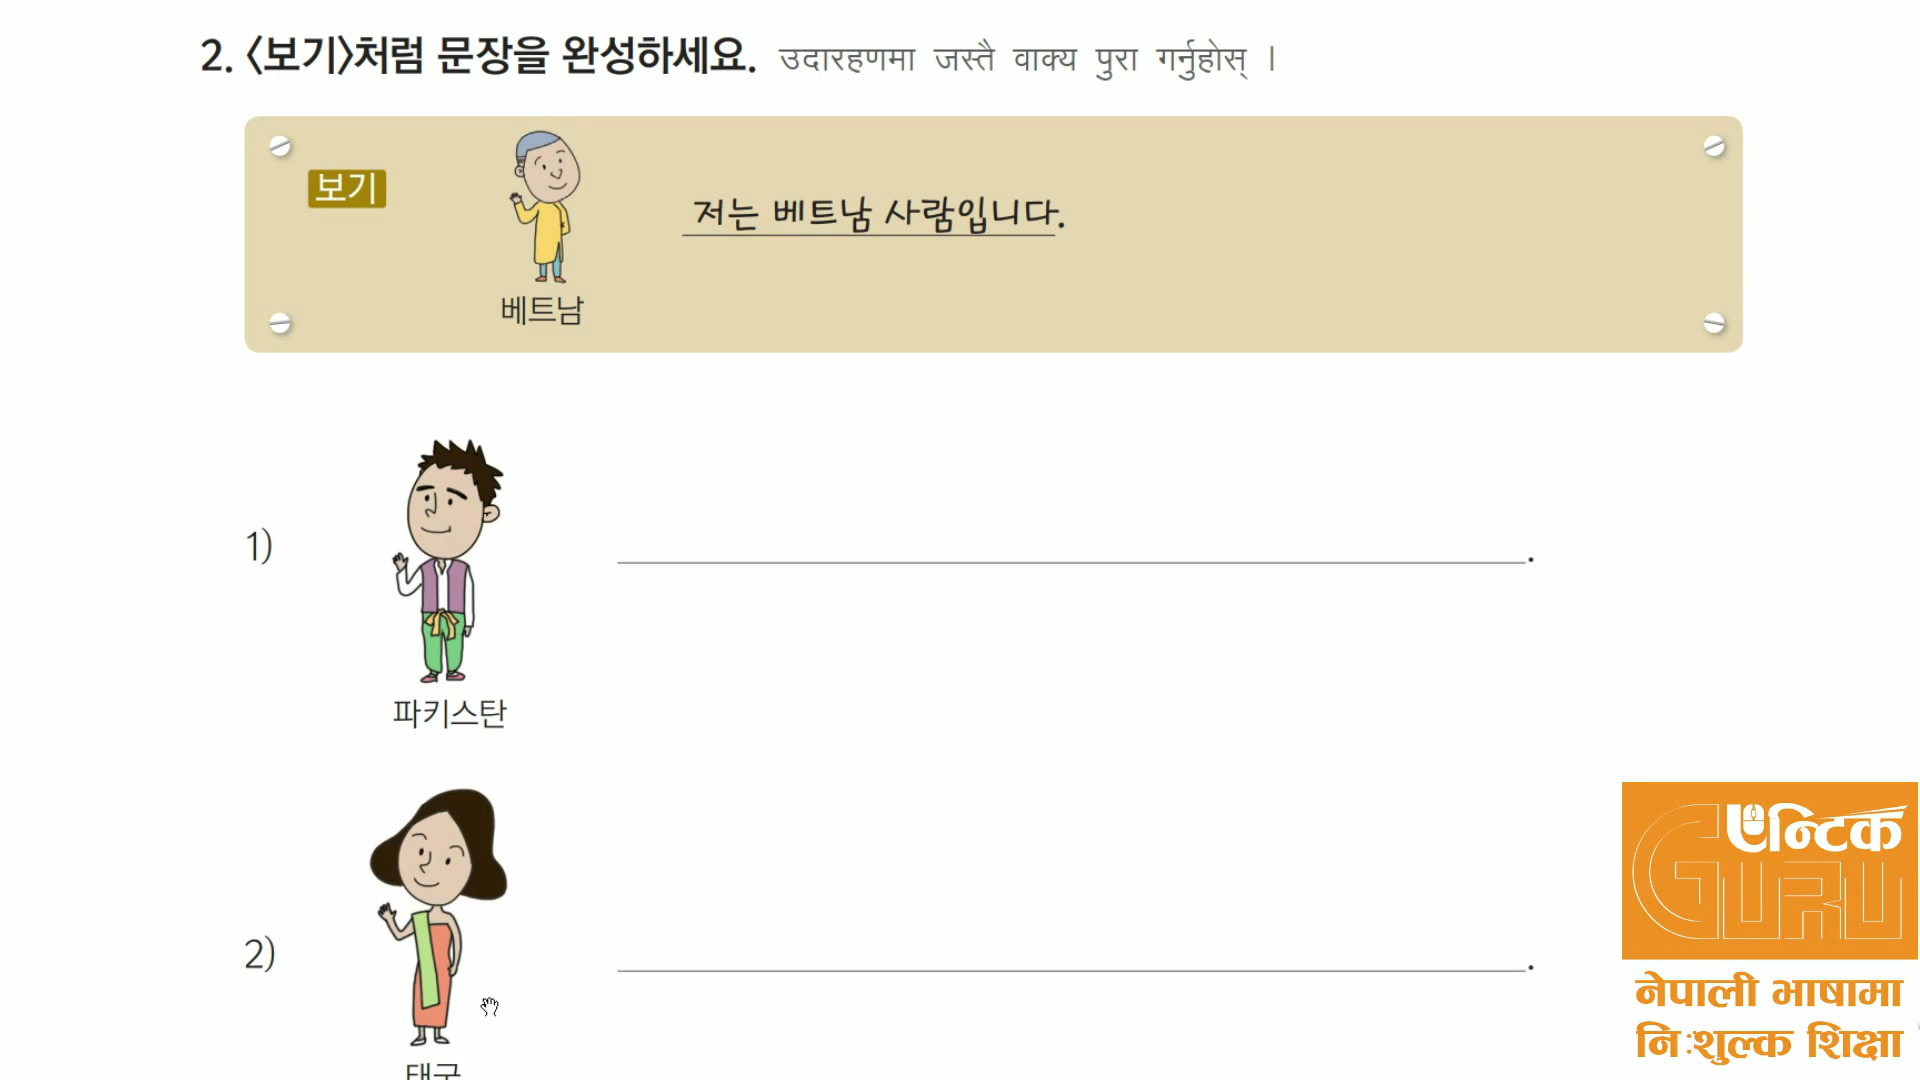 2. 〈보기〉처럼 문장을 완성하세요. उदारहणमा जस्तै वाक्य पुरा गर्नुहोस् ।
보기
저는 베트남 사람입니다.
베트남
1)
.
파키스탄
2)
.
태국
एन्टिक
GURU
नेपाली भाषामा
नि:शुल्क शिक्षा